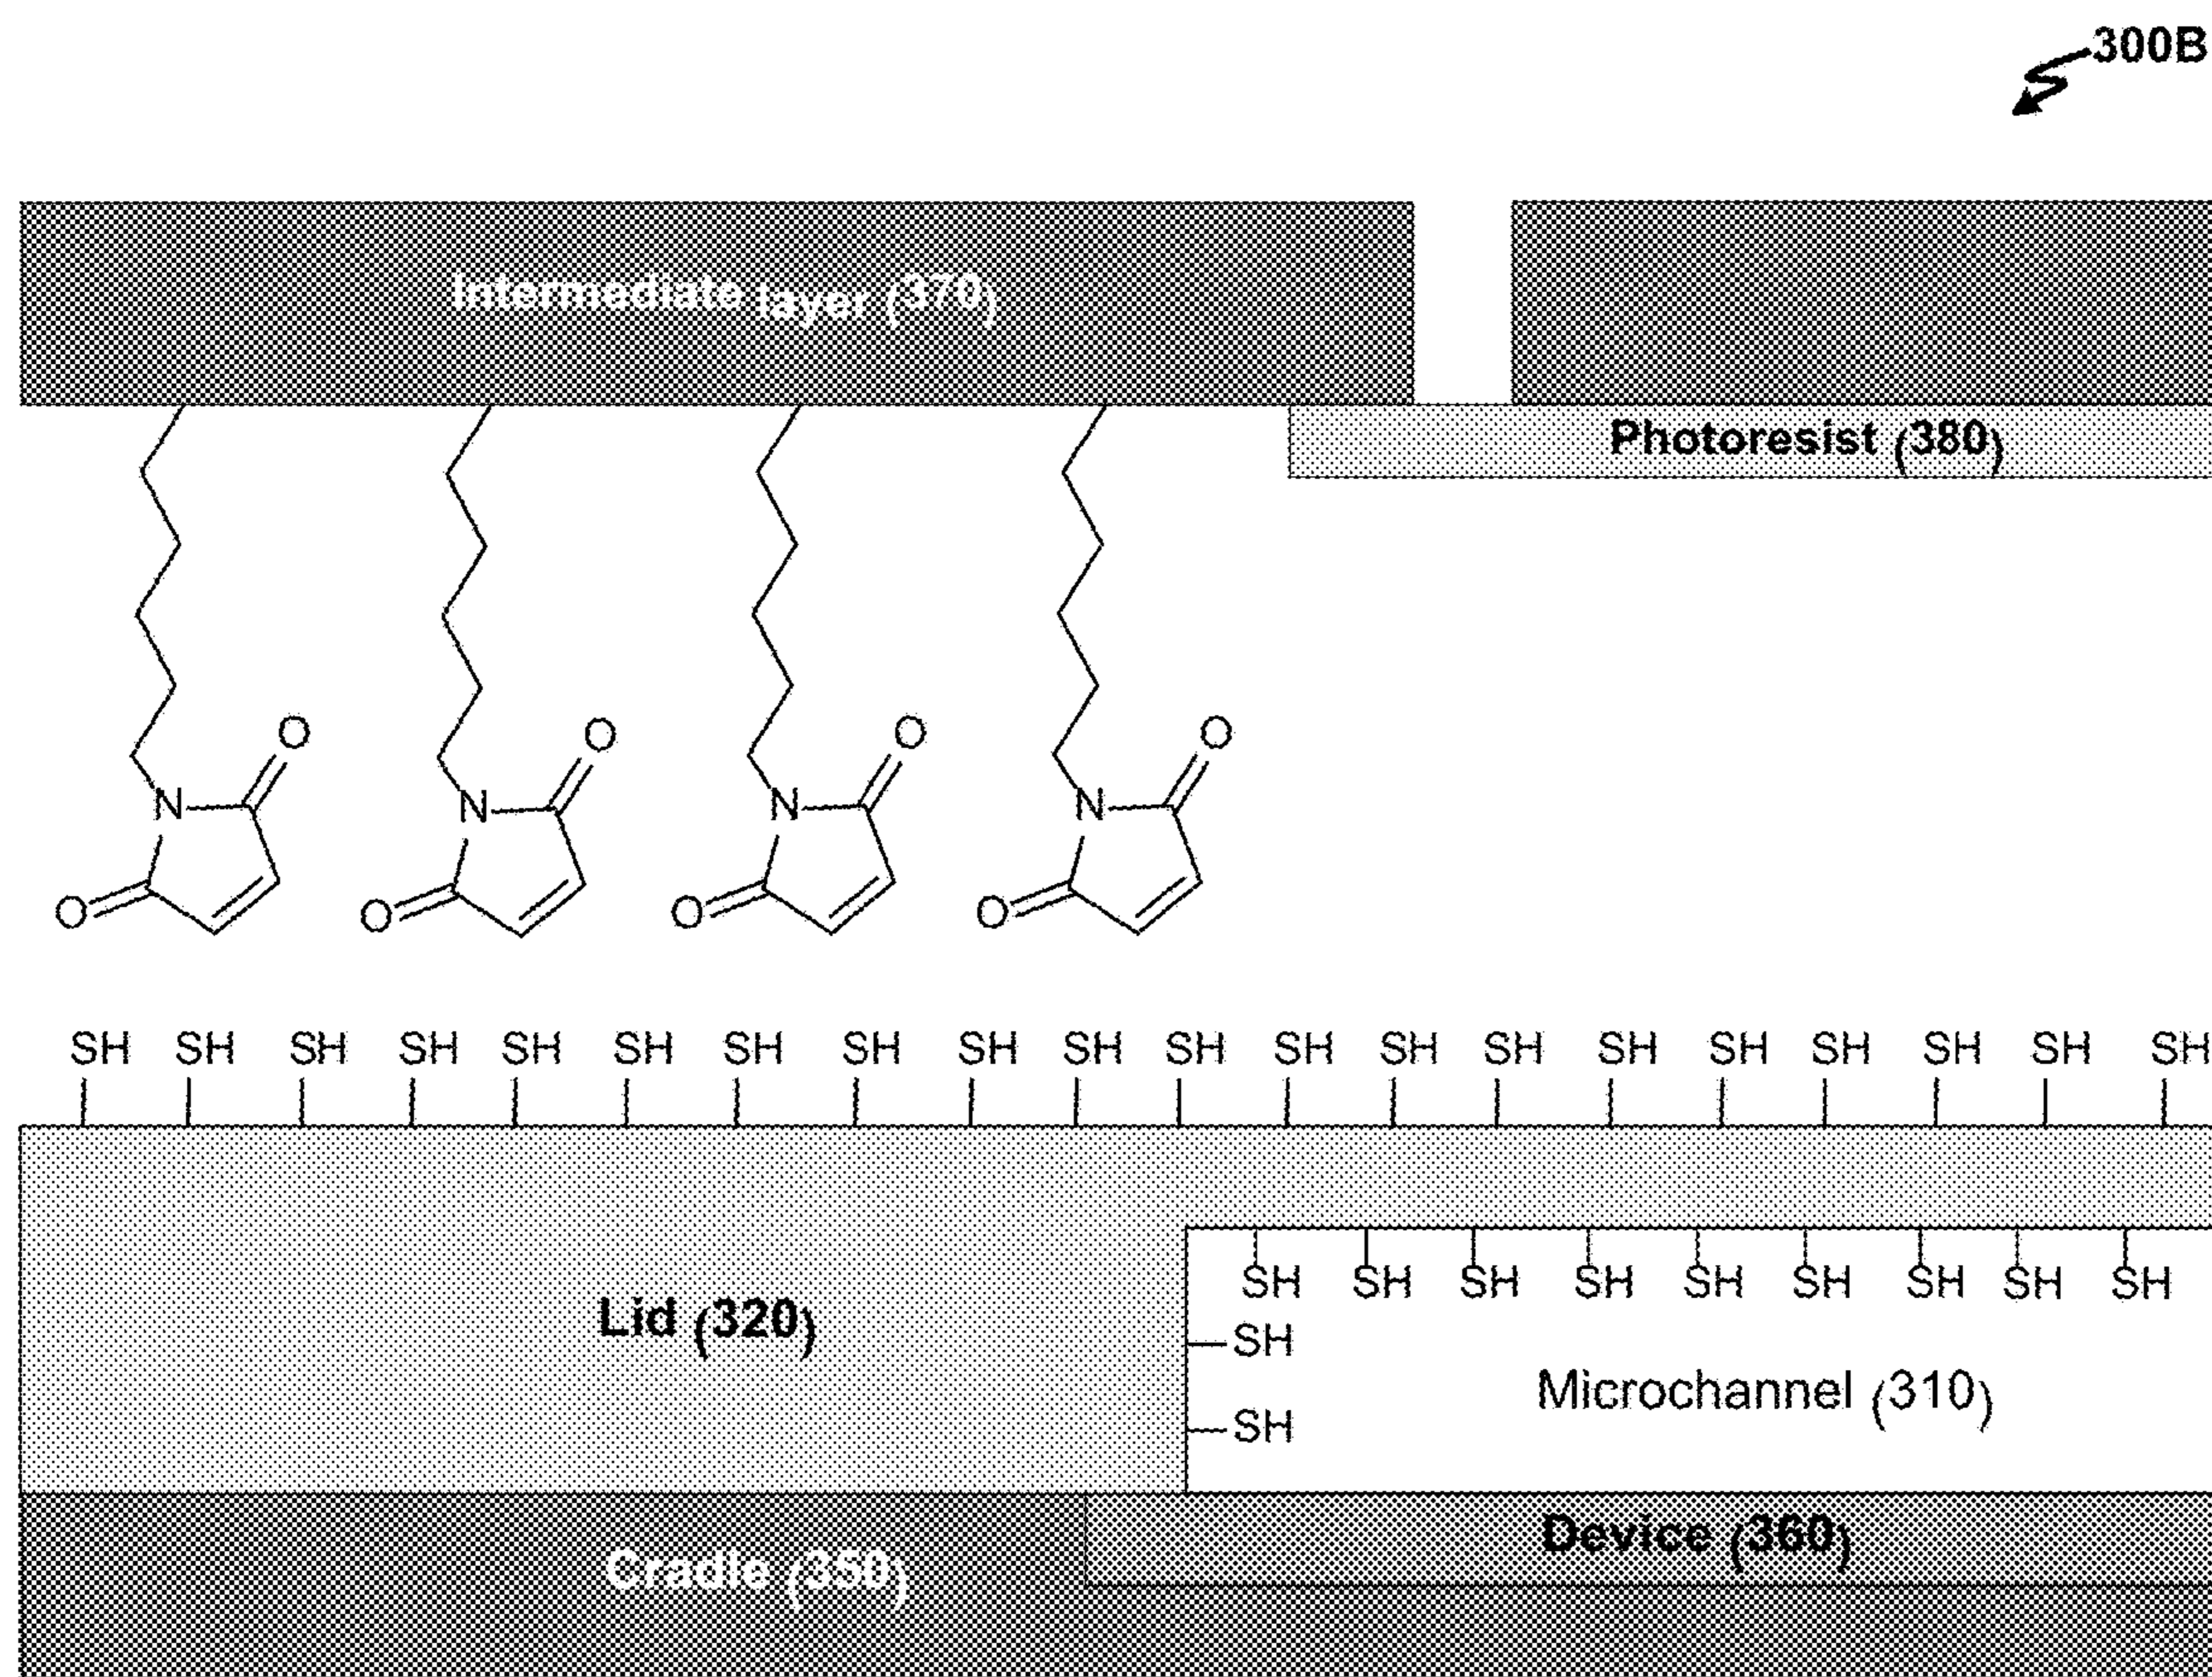 300B
Intermediate layer (370)
Photoresist (380)
O O O O
N N N N
O O O O
SH SH SH SH SH SH SH SH SH SH SH SH SH SH SH SH SH SH SH SH
SH SH SH SH SH SH SH SH SH
Lid (320)
SH
Microchannel (310)
SH
Device (360)
Cradle (350)